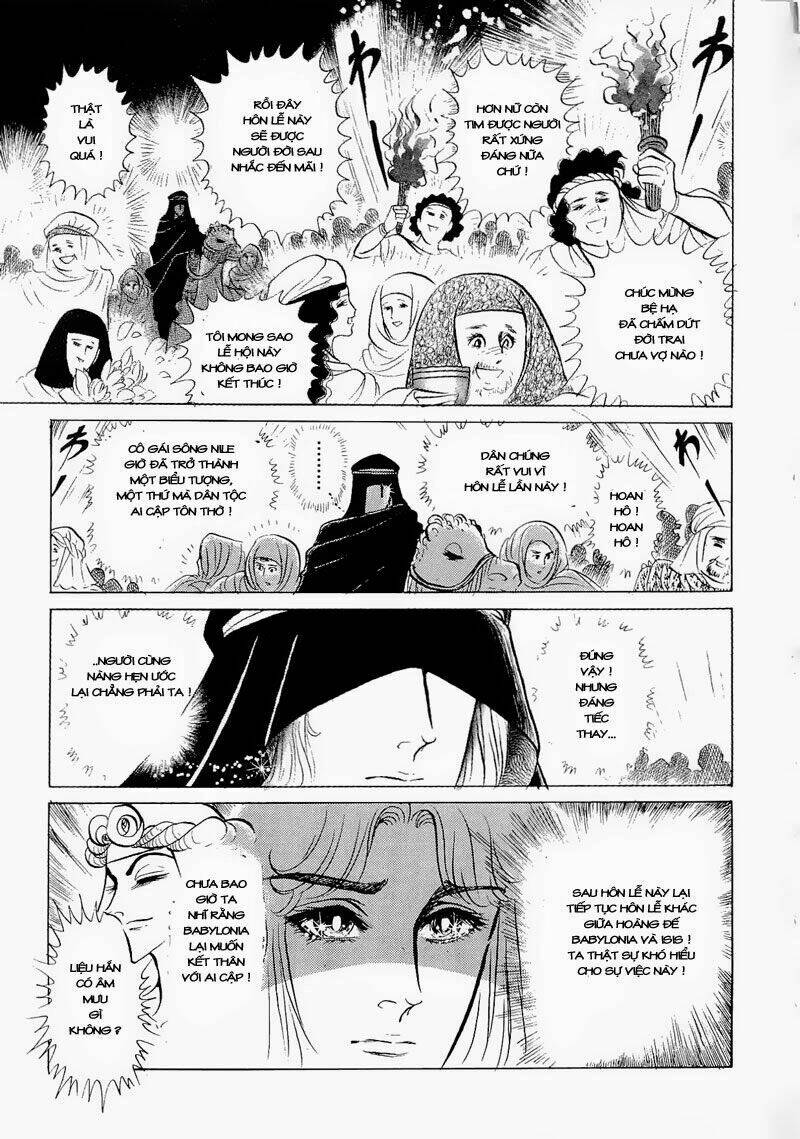 わ
わ
HƠN NỮ CÒN
TIM ĐƯỢC NGƯỜI
RẤT XỨNG
ĐÁNG NỮA
CHỨ !
RỒI ĐÂY
HÔN LỄ NÀY
SẼ ĐƯỢC
NGƯỜI ĐỜI SAU
NHẮC ĐẾN MÃI !
THẬT
LÀ
VUI
QUÁ !
CHÚC MỪNG
BỆ HẠ
ĐÃ CHẤM DỨT
ĐỜI TRAI
CHƯA VỢ NÀO !
TÔI MONG SAO
LỄ HỘI NÀY
KHÔNG BAO GIỜ
KẾT THÚC !
わ
わ
HOAN
HÔ !
HOAN
HÔ !
DÂN CHÚNG
RẤT VUI VÌ
HÔN LỄ LẦN NÀY !
.........
CÔ GÁI SÔNG NILE
GIỜ ĐÃ TRỞ THÀNH
MỘT BIỂU TƯỢNG,
MỘT THỨ MÀ DÂN TỘC
AI CẬP TÔN THỜ !
ĐÚNG
VẬY !
NHƯNG
ĐÁNG
TIẾC
THAY...
..NGƯỜI CÙNG
NÀNG HẸN ƯỚC
LẠI CHẲNG PHẢI TA !
SAU HÔN LỄ NÀY LẠI
TIẾP TỤC HÔN LỄ KHÁC
GIỮA HOÀNG ĐẾ
BABYLONIA VÀ ISIS !
TA THẬT SỰ KHÓ HIỂU
CHO SỰ VIỆC NÀY !
CHƯA BAO
GIỜ TA
NHĨ RẰNG
BABYLONIA
LẠI MUỐN
KẾT THÂN
VỚI AI CẬP !
LIỆU HẮN
CÓ ÂM
MƯU
GÌ
KHÔNG ?